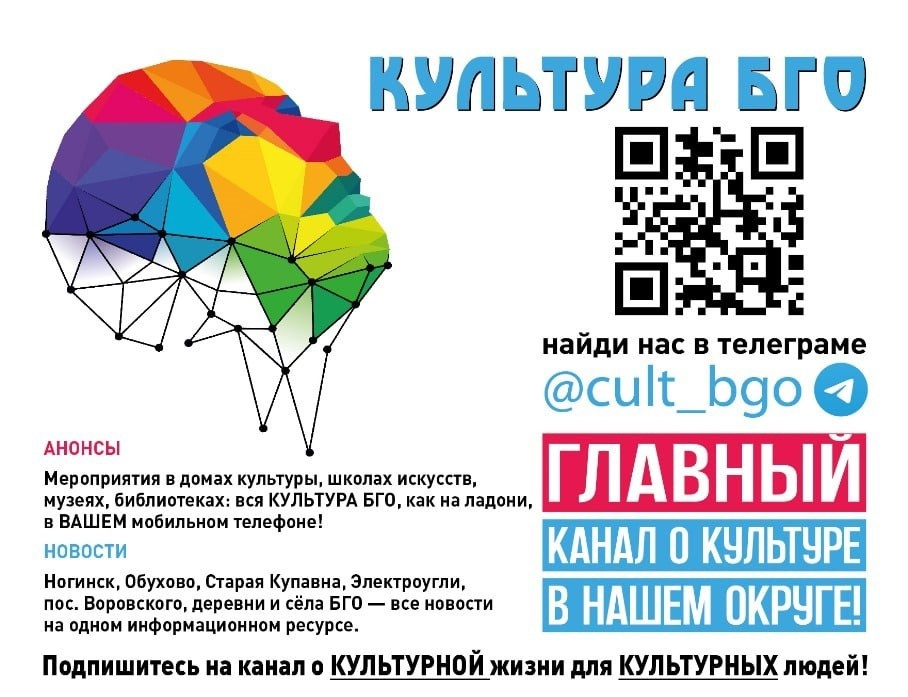 КУЛЬТУРА БГО
найди нас в телеграме
@cult_bgo
АНОНСЫ
Мероприятия в домах культуры, школах искусств,
музеях, библиотеках: вся КУЛЬТУРА БГО, как на ладони,
в ВАШЕМ мобильном телефоне!
НОВОСТИ
Ногинск, Обухово, Старая Купавна, Электроугли,
пос. Воровского, деревни и сёла БГО — все новости
на одном информационном ресурсе.
ГЛАВНЫЙ
КАНАЛ О КУЛЬТУРЕ
В НАШЕМ ОКРУГЕ!
Подпишитесь на канал о КУЛЬТУРНОЙ жизни для КУЛЬТУРНЫХ людей!